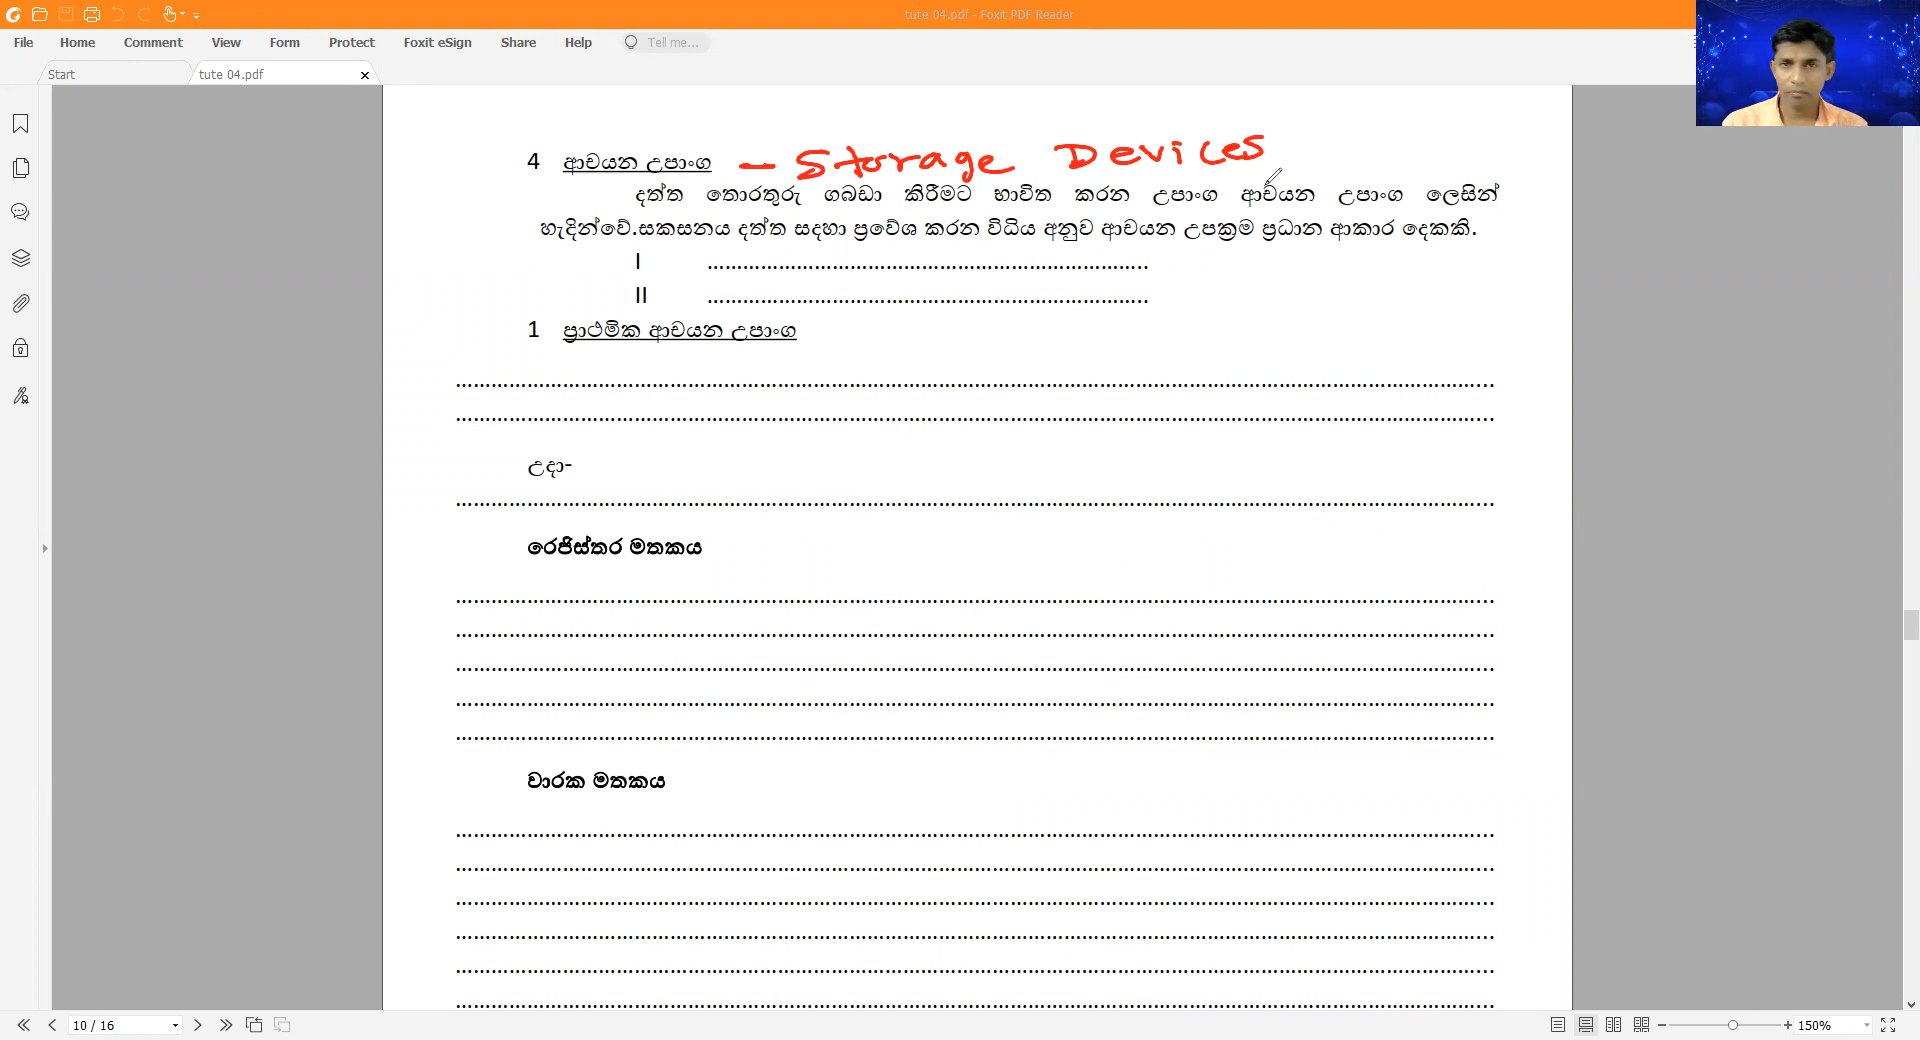 tute 04.pdf - Foxit PDF Reader
File Home Comment View Form Protect Foxit eSign Share Help Tell me...
Start tute 04.pdf
4 ආචයන උපාංග – Storage Devices
දත්ත තොරතුරු ගබඩා කිරීමට භාවිත කරන උපාංග ආචයන උපාංග ලෙසින්
හැදින්වේ.සකසනය දත්ත සදහා ප්‍රවේශ කරන විධිය අනුව ආචයන උපක්‍රම ප්‍රධාන ආකාර දෙකකි.
I ........................................................................
II ........................................................................
1 ප්‍රාථමික ආචයන උපාංග
උදා-
රෙජිස්තර මතකය
වාරක මතකය
10 / 16 150%